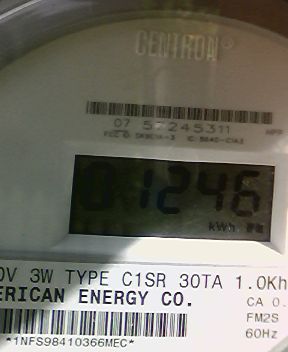 CENTRON®
07 57245311
01246
kWh
0V 3W TYPE C1SR 30TA 1.0Kh
ERICAN ENERGY CO.
CA 0.
FM2S
60Hz
*1NFS98410366MEC*